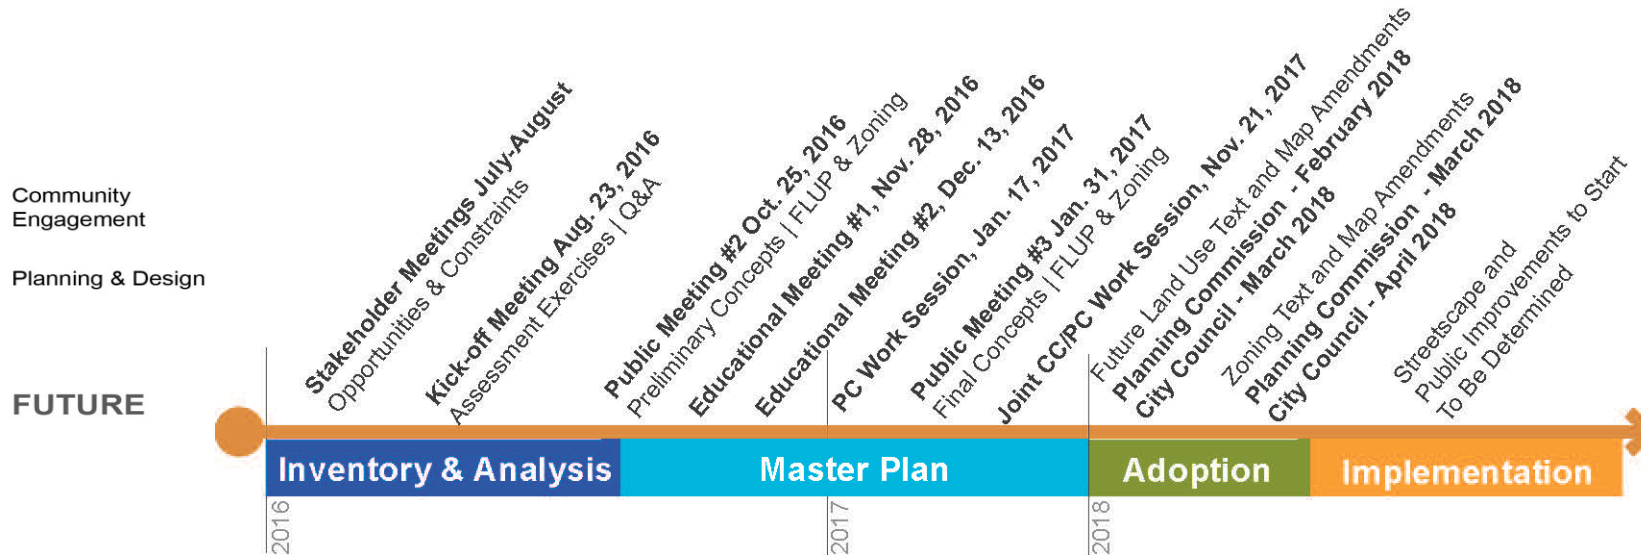 Community
Engagement
Planning & Design
FUTURE
Stakeholder Meetings July-August
Opportunities & Constraints
Kick-off Meeting Aug. 23, 2016
Assessment Exercises | Q&A
Public Meeting #2 Oct. 25, 2016
Preliminary Concepts | FLUP & Zoning
Educational Meeting #1, Nov. 28, 2016
Educational Meeting #2, Dec. 13, 2016
PC Work Session, Jan. 17, 2017
Public Meeting #3 Jan. 31, 2017
Final Concepts | FLUP & Zoning
Joint CC/PC Work Session, Nov. 21, 2017
Future Land Use Text and Map Amendments
Planning Commission - February 2018
City Council - March 2018
Zoning Text and Map Amendments
Planning Commission - March 2018
City Council - April 2018
Streetscape and
Public Improvements to Start
To Be Determined
Inventory & Analysis
Master Plan
Adoption
Implementation
2016
2017
2018